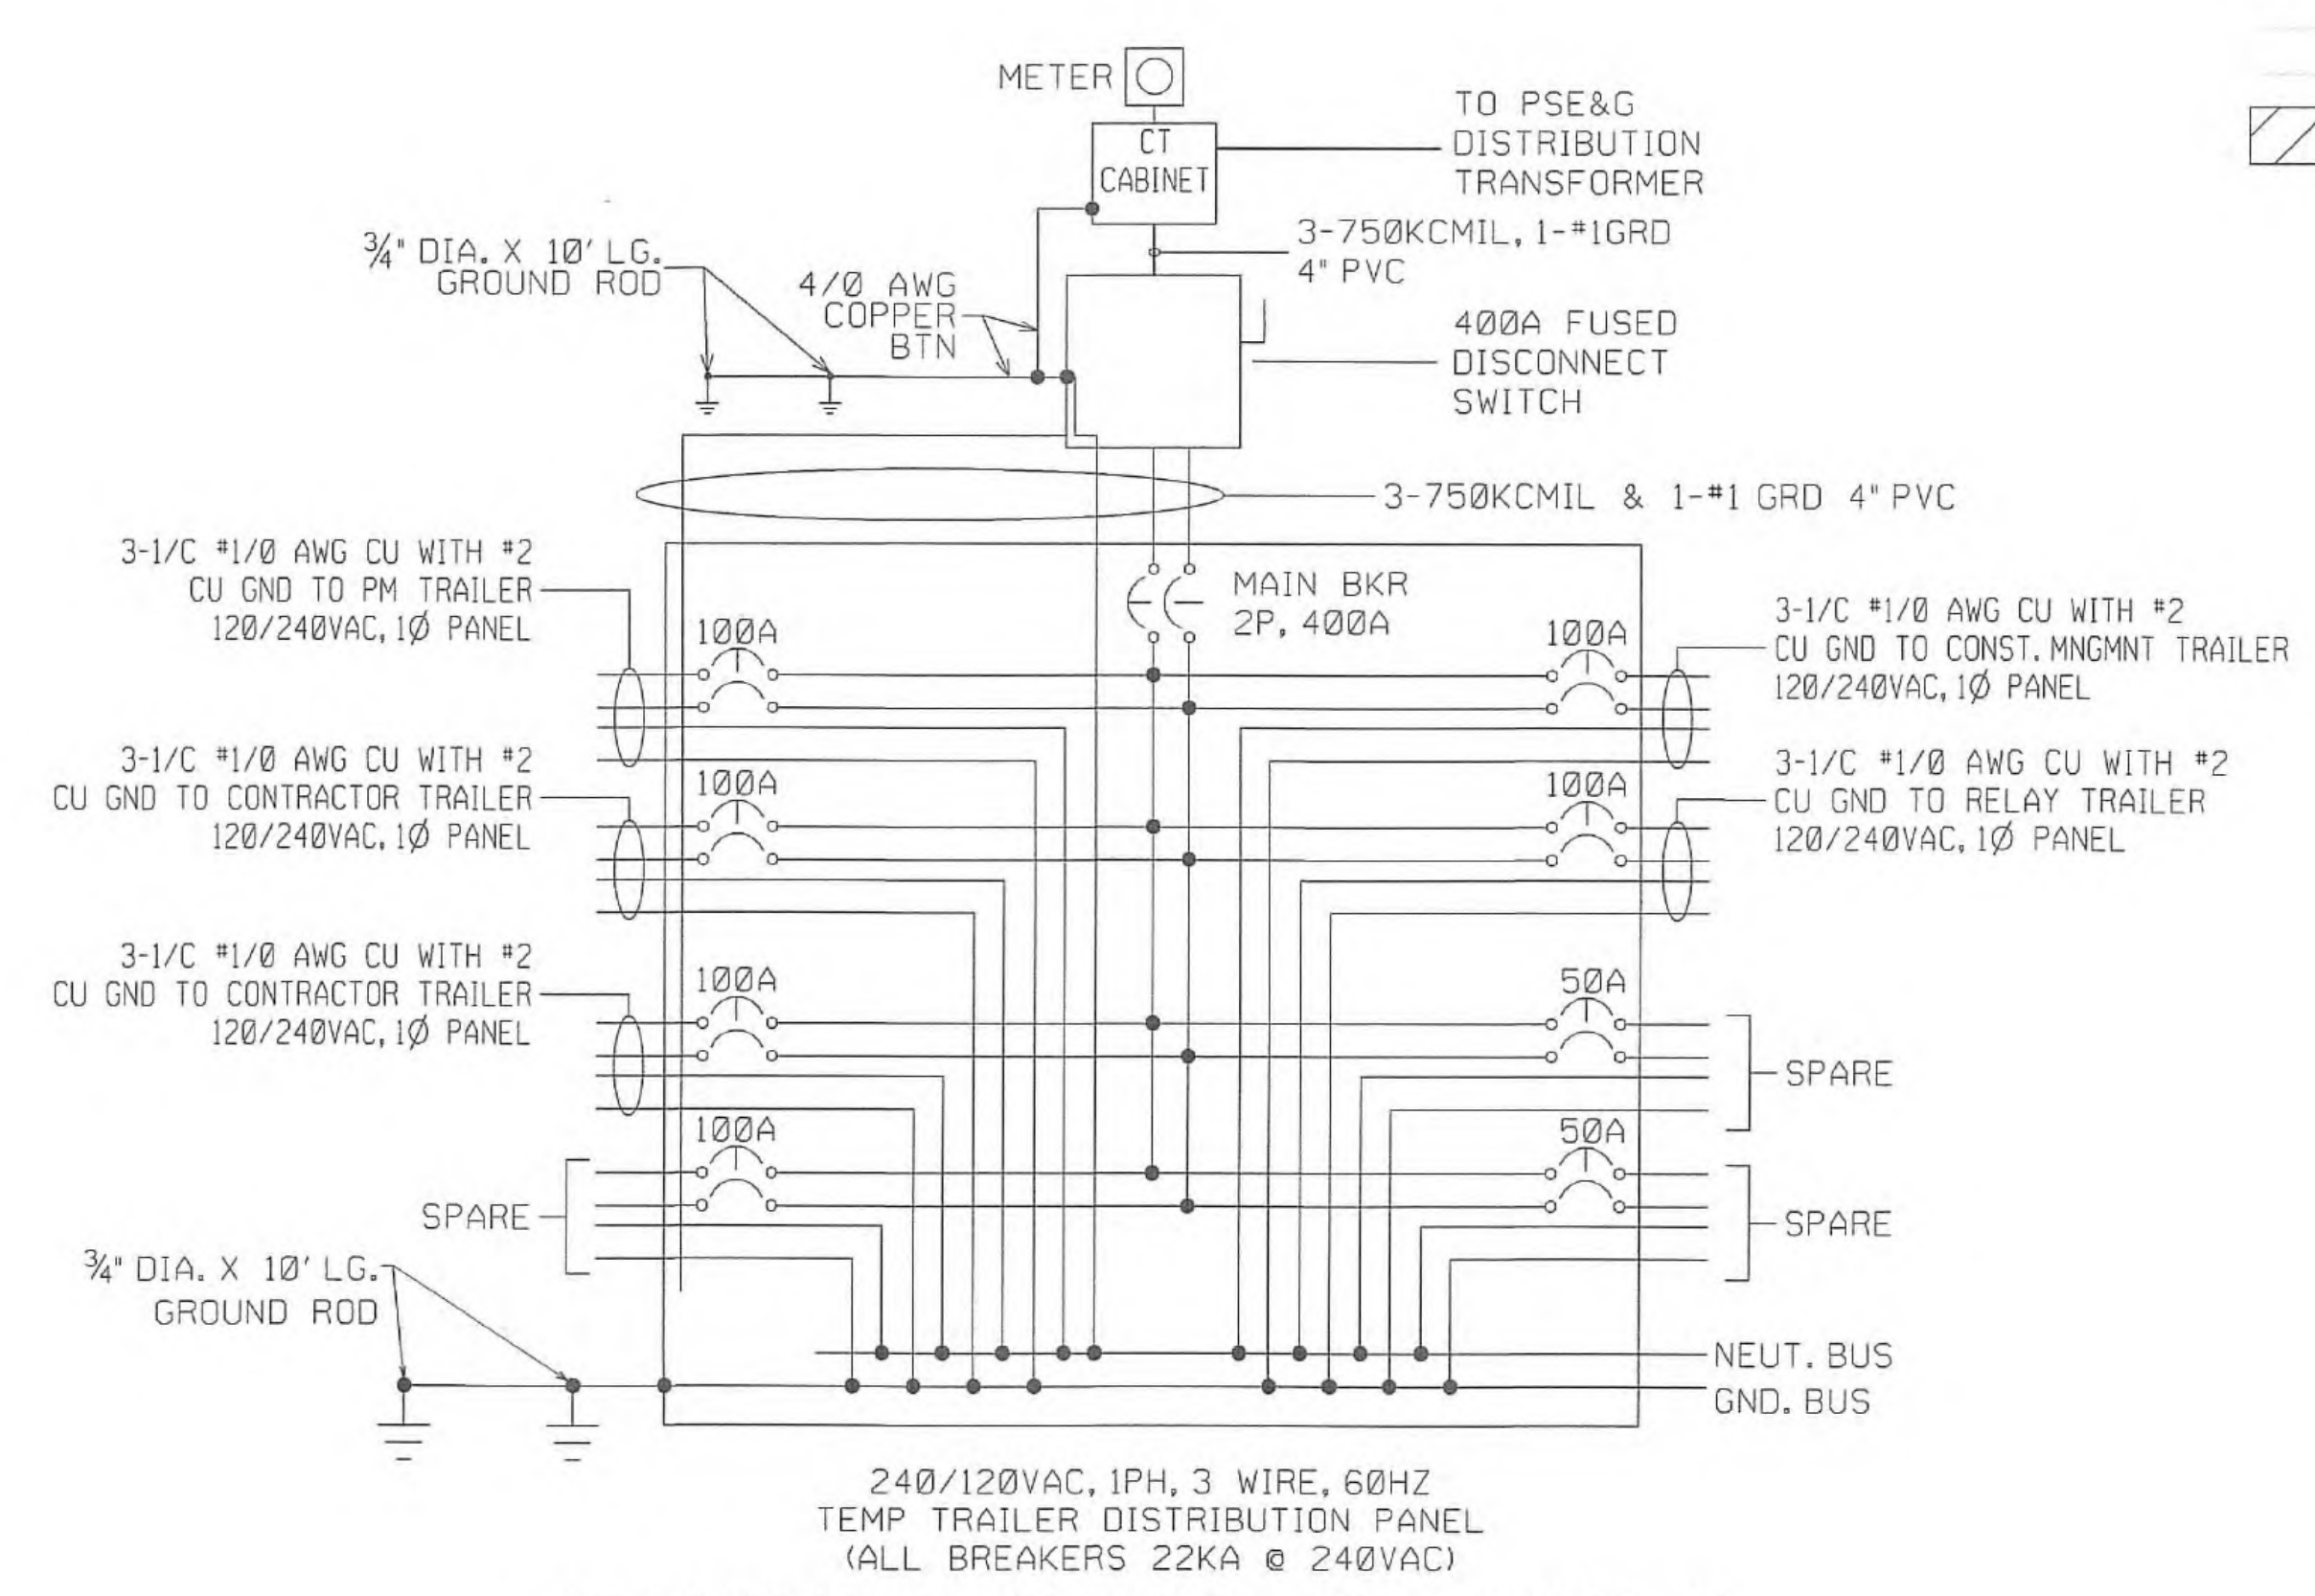 METER
CT
CABINET
TO PSE&G
DISTRIBUTION
TRANSFORMER
3-750KCMIL, 1-#1GRD
4" PVC
¾" DIA. X 10' LG.
GROUND ROD
4/0 AWG
COPPER
BTN
400A FUSED
DISCONNECT
SWITCH
3-750KCMIL & 1-#1 GRD 4" PVC
3-1/C #1/0 AWG CU WITH #2
CU GND TO PM TRAILER
120/240VAC, 1Ø PANEL
100A
MAIN BKR
2P, 400A
100A
3-1/C #1/0 AWG CU WITH #2
CU GND TO CONST. MNGMNT TRAILER
120/240VAC, 1Ø PANEL
3-1/C #1/0 AWG CU WITH #2
CU GND TO CONTRACTOR TRAILER
120/240VAC, 1Ø PANEL
100A
100A
3-1/C #1/0 AWG CU WITH #2
CU GND TO RELAY TRAILER
120/240VAC, 1Ø PANEL
3-1/C #1/0 AWG CU WITH #2
CU GND TO CONTRACTOR TRAILER
120/240VAC, 1Ø PANEL
100A
50A
SPARE
100A
50A
SPARE
SPARE
¾" DIA. X 10' LG.
GROUND ROD
NEUT. BUS
GND. BUS
240/120VAC, 1PH, 3 WIRE, 60HZ
TEMP TRAILER DISTRIBUTION PANEL
(ALL BREAKERS 22KA @ 240VAC)